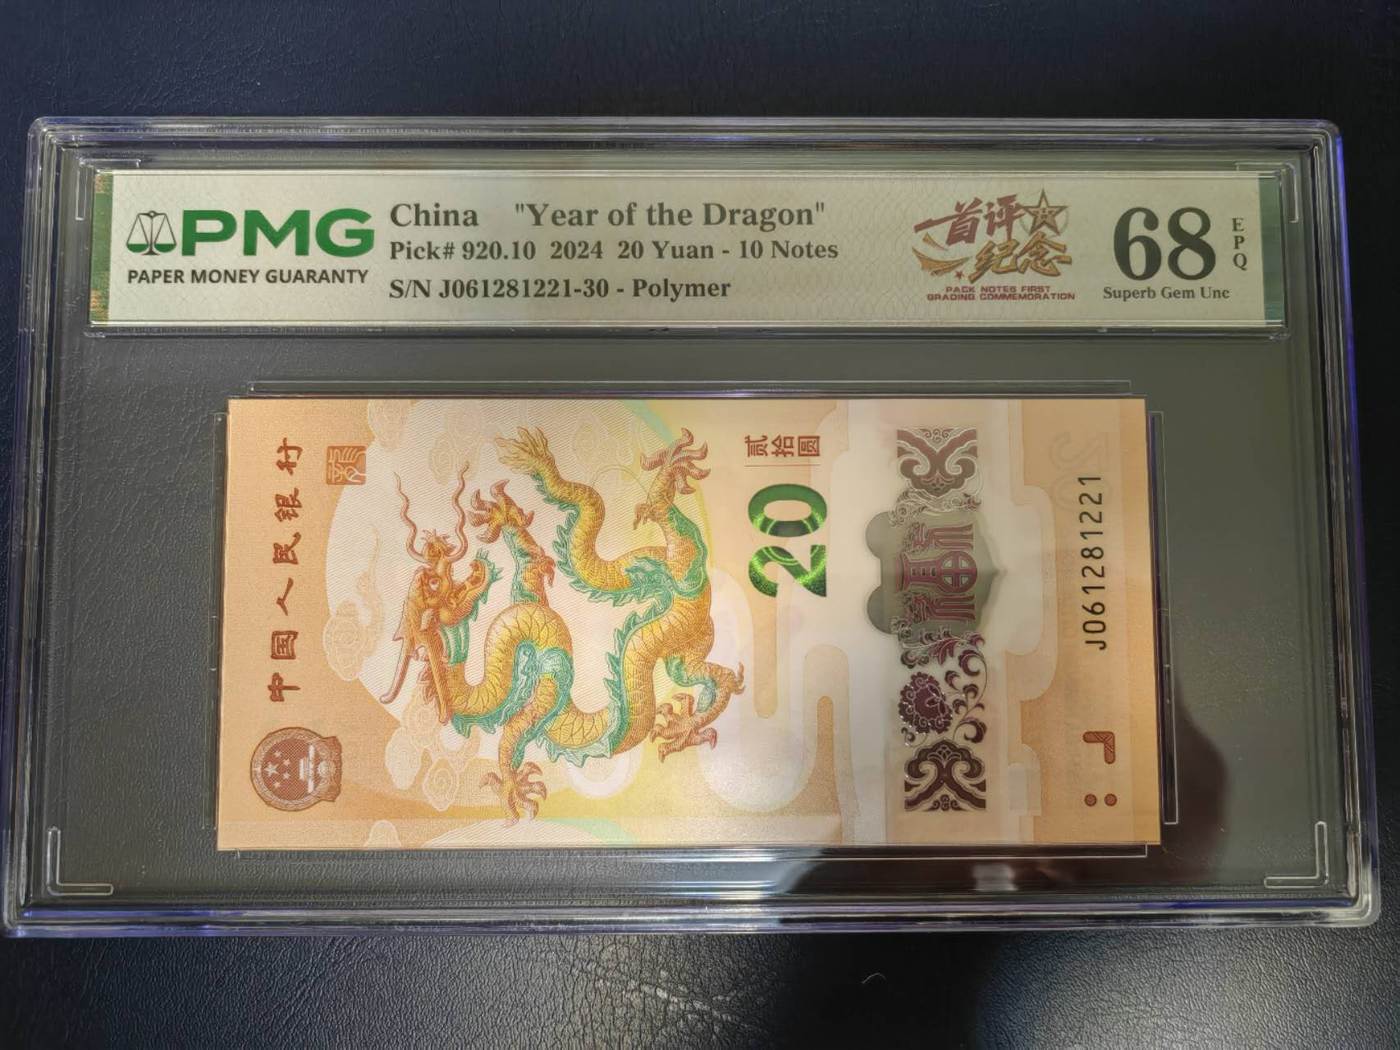 PMG
PAPER MONEY GUARANTY
China "Year of the Dragon"
Pick# 920.10 2024 20 Yuan - 10 Notes
S/N J061281221-30 - Polymer
首评纪念
PACK NOTES FIRST
GRADING COMMEMORATION
68
EPQ
Superb Gem Unc
中国人民银行
贰拾圆
20
J061281221